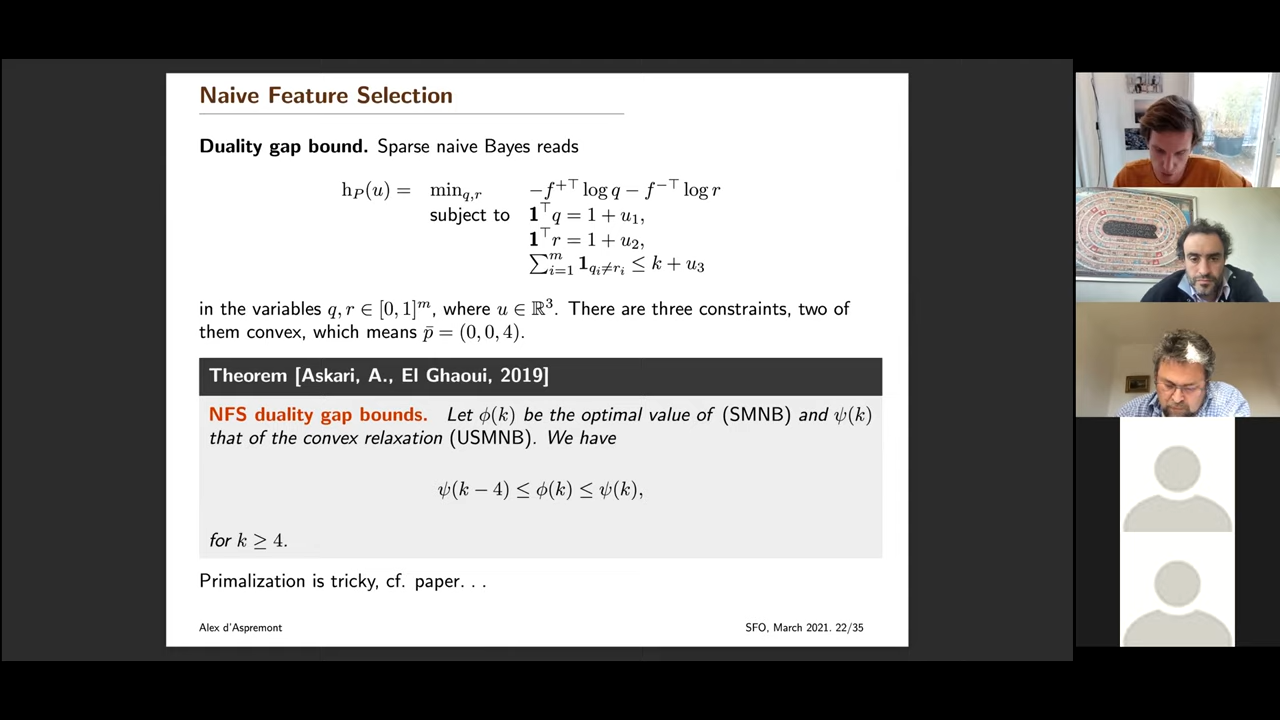 Naive Feature Selection
Duality gap bound. Sparse naive Bayes reads
h_P(u) = min_{q,r} −f^{+⊤} log q − f^{−⊤} log r
subject to 1^⊤ q = 1 + u_1,
1^⊤ r = 1 + u_2,
∑_{i=1}^m 1_{q_i≠r_i} ≤ k + u_3
in the variables q, r ∈ [0, 1]^m, where u ∈ ℝ^3. There are three constraints, two of
them convex, which means p̄ = (0, 0, 4).
Theorem [Askari, A., El Ghaoui, 2019]
NFS duality gap bounds. Let ϕ(k) be the optimal value of (SMNB) and ψ(k)
that of the convex relaxation (USMNB). We have
ψ(k − 4) ≤ ϕ(k) ≤ ψ(k),
for k ≥ 4.
Primalization is tricky, cf. paper. . .
Alex d'Aspremont
SFO, March 2021. 22/35